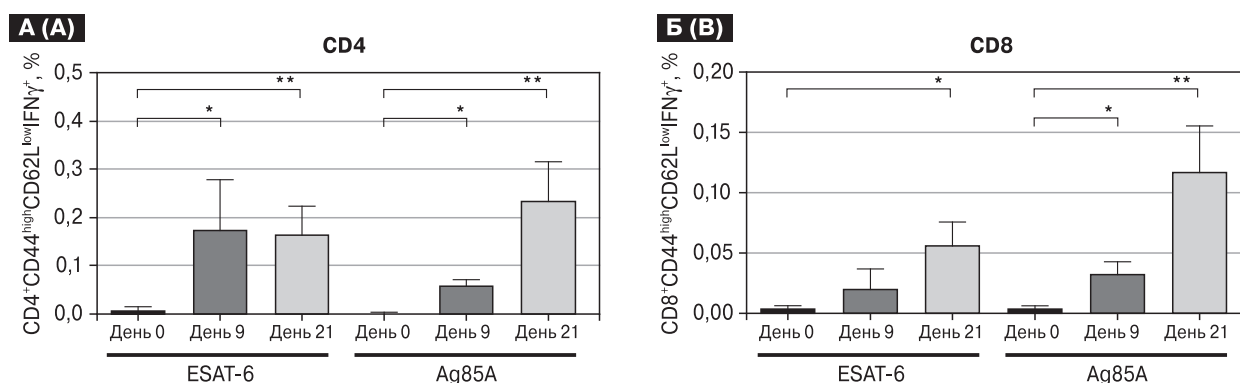 А (A)
CD4
CD4⁺CD44ʰⁱᵍʰCD62LˡᵒʷIFNγ⁺, %
0,5
0,4
0,3
0,2
0,1
0,0
** **
* *
День 0 День 9 День 21 День 0 День 9 День 21
ESAT-6 Ag85A
Б (B)
CD8
CD8⁺CD44ʰⁱᵍʰCD62LˡᵒʷIFNγ⁺, %
0,20
0,15
0,10
0,05
0,00
* **
*
День 0 День 9 День 21 День 0 День 9 День 21
ESAT-6 Ag85A